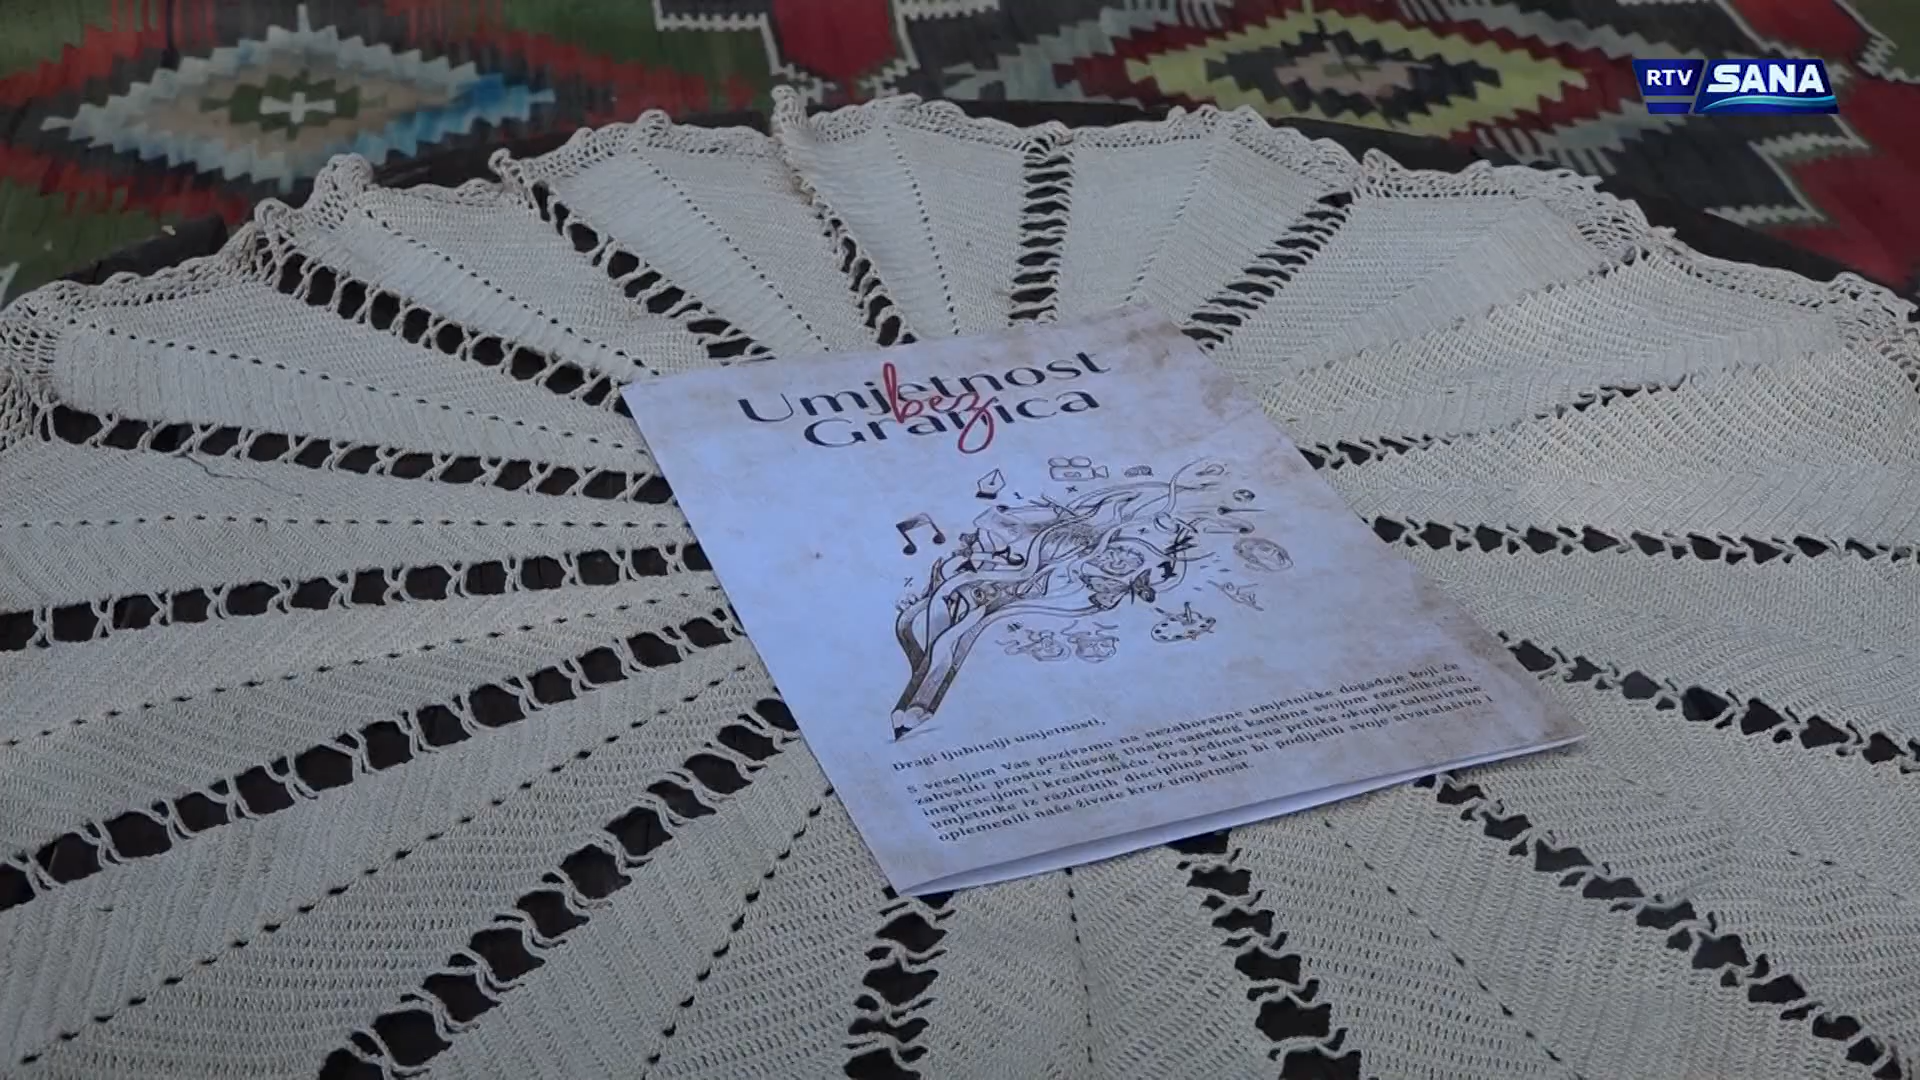 RTV SANA
Umjetnost
bez
Granica
Dragi ljubitelji umjetnosti,
S veseljem Vas pozivamo na nezaboravne umjetničke događaje koji će
zahvatiti prostor čitavog Unsko-sanskog kantona svojom raznolikošću,
inspiracijom i kreativnošću. Ova jedinstvena prilika okuplja talentirane
umjetnike iz različitih disciplina kako bi podijelili svoje stvaralaštvo i
oplemenili naše živote kroz umjetnost.